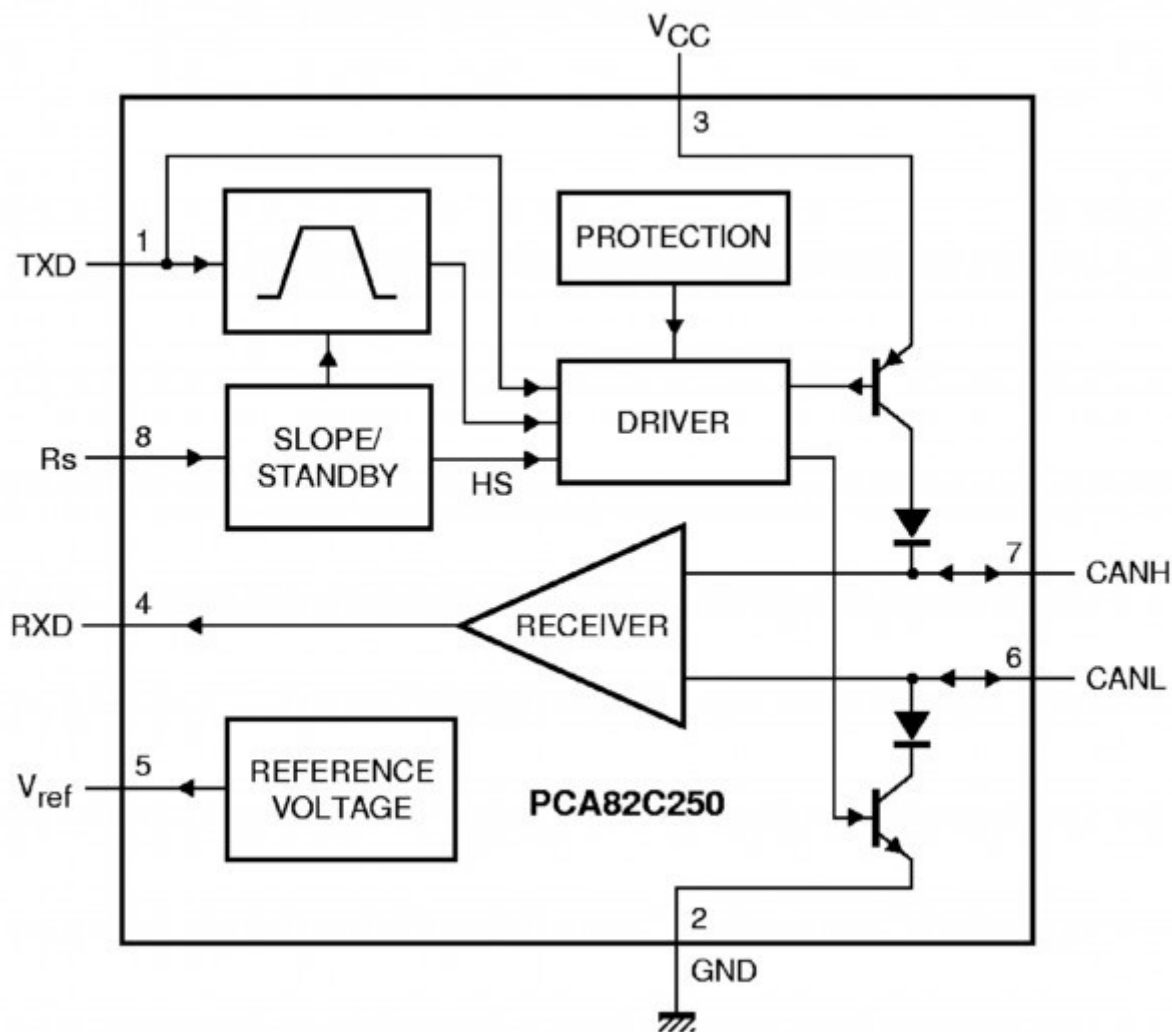 VCC
3
1
TXD
PROTECTION
8
Rs
SLOPE/
STANDBY
HS
DRIVER
7
CANH
4
RXD
RECEIVER
6
CANL
5
Vref
REFERENCE
VOLTAGE
PCA82C250
2
GND